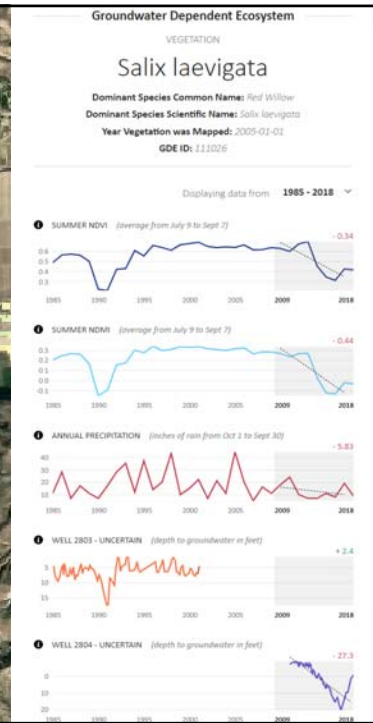 Groundwater Dependent Ecosystem
VEGETATION
Salix laevigata
Dominant Species Common Name: Red Willow
Dominant Species Scientific Name: Salix laevigata
Year Vegetation was Mapped: 2005-01-01
GDE ID: 111026
Displaying data from 1985 - 2018
SUMMER NDVI (average from July 9 to Sept 7)
- 0.34
0.6
0.5
0.4
0.3
1985 1990 1995 2000 2005 2009 2018
SUMMER NDMI (average from July 9 to Sept 7)
- 0.44
0.3
0.2
0.1
0.0
-0.1
1985 1990 1995 2000 2005 2009 2018
ANNUAL PRECIPITATION (inches of rain from Oct 1 to Sept 30)
- 5.83
40
30
20
10
1985 1990 1995 2000 2005 2009 2018
WELL 2803 - UNCERTAIN (depth to groundwater in feet)
+ 2.4
5
10
15
1985 1990 1995 2000 2005 2009 2018
WELL 2804 - UNCERTAIN (depth to groundwater in feet)
- 27.3
0
10
20
1985 1990 1995 2000 2005 2009 2018